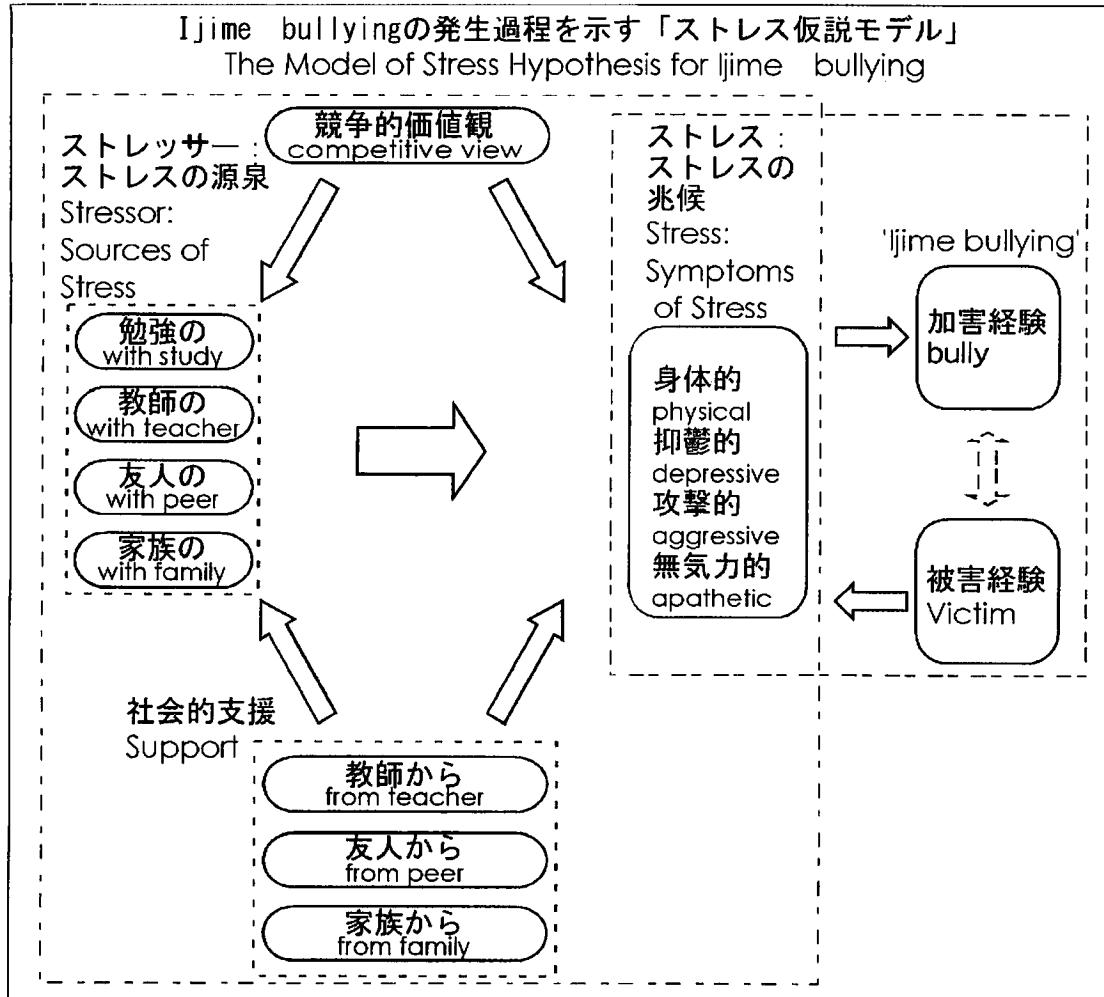 Ijime bullyingの発生過程を示す「ストレス仮説モデル」
The Model of Stress Hypothesis for Ijime bullying
競争的価値観
competitive view
ストレッサー：
ストレスの源泉
Stressor:
Sources of
Stress
勉強の
with study
教師の
with teacher
友人の
with peer
家族の
with family
社会的支援
Support
教師から
from teacher
友人から
from peer
家族から
from family
ストレス：
ストレスの
兆候
Stress:
Symptoms
of Stress
身体的
physical
抑鬱的
depressive
攻撃的
aggressive
無気力的
apathetic
'Ijime bullying'
加害経験
bully
被害経験
Victim